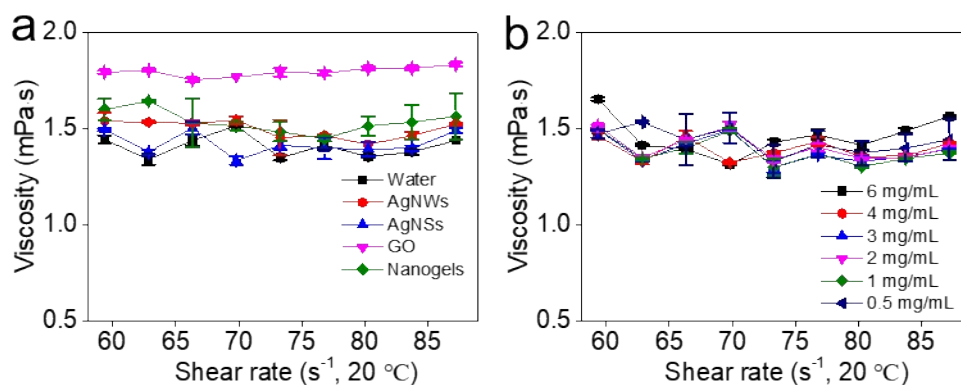 a
2.0
1.5
1.0
0.5
Viscosity (mPa·s)
60 65 70 75 80 85
Shear rate (s⁻¹, 20 ℃)
Water
AgNWs
AgNSs
GO
Nanogels
b
2.0
1.5
1.0
0.5
Viscosity (mPa·s)
60 65 70 75 80 85
Shear rate (s⁻¹, 20 ℃)
6 mg/mL
4 mg/mL
3 mg/mL
2 mg/mL
1 mg/mL
0.5 mg/mL